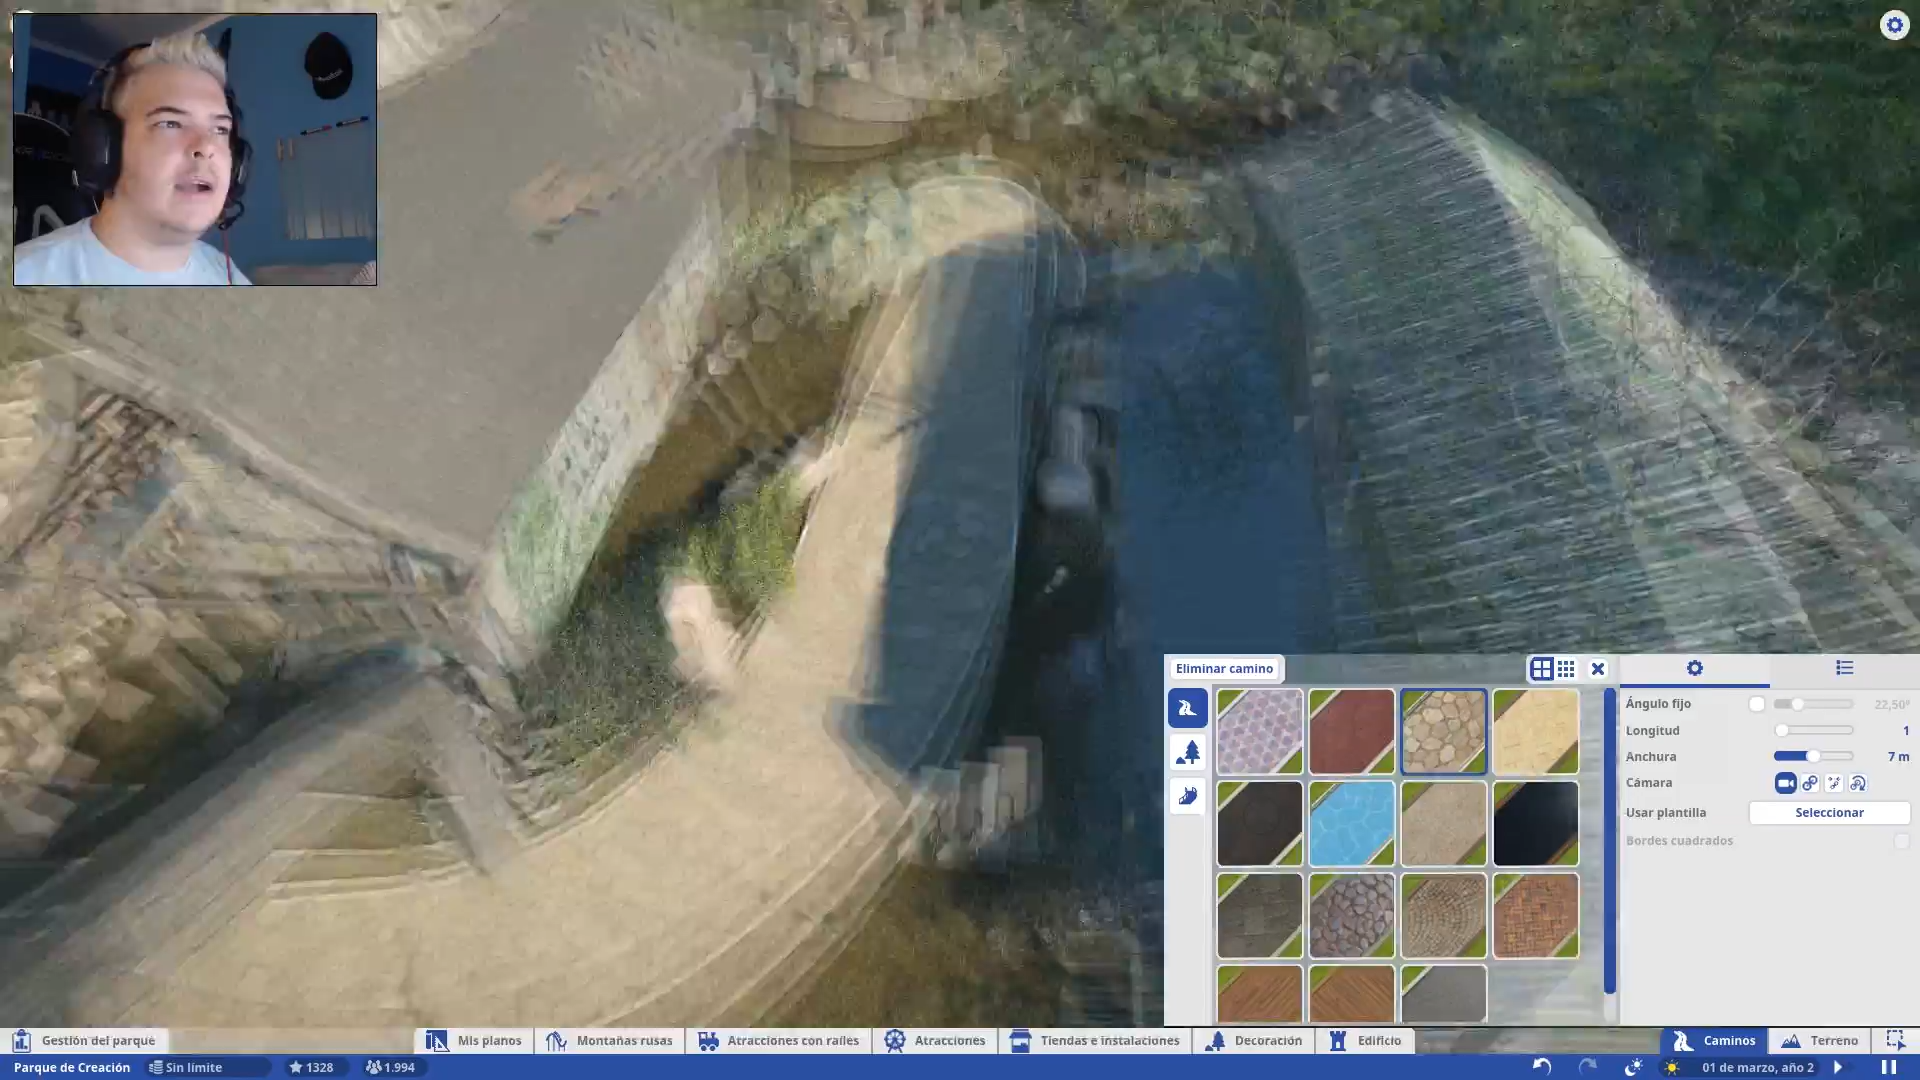 Eliminar camino
Ángulo fijo
22,50º
Longitud
1
Anchura
7 m
Cámara
Usar plantilla
Seleccionar
Bordes cuadrados
Gestión del parque
Mis planos
Montañas rusas
Atracciones con raíles
Atracciones
Tiendas e instalaciones
Decoración
Edificio
Caminos
Terreno
Parque de Creación
Sin límite
1328
1.994
01 de marzo, año 2